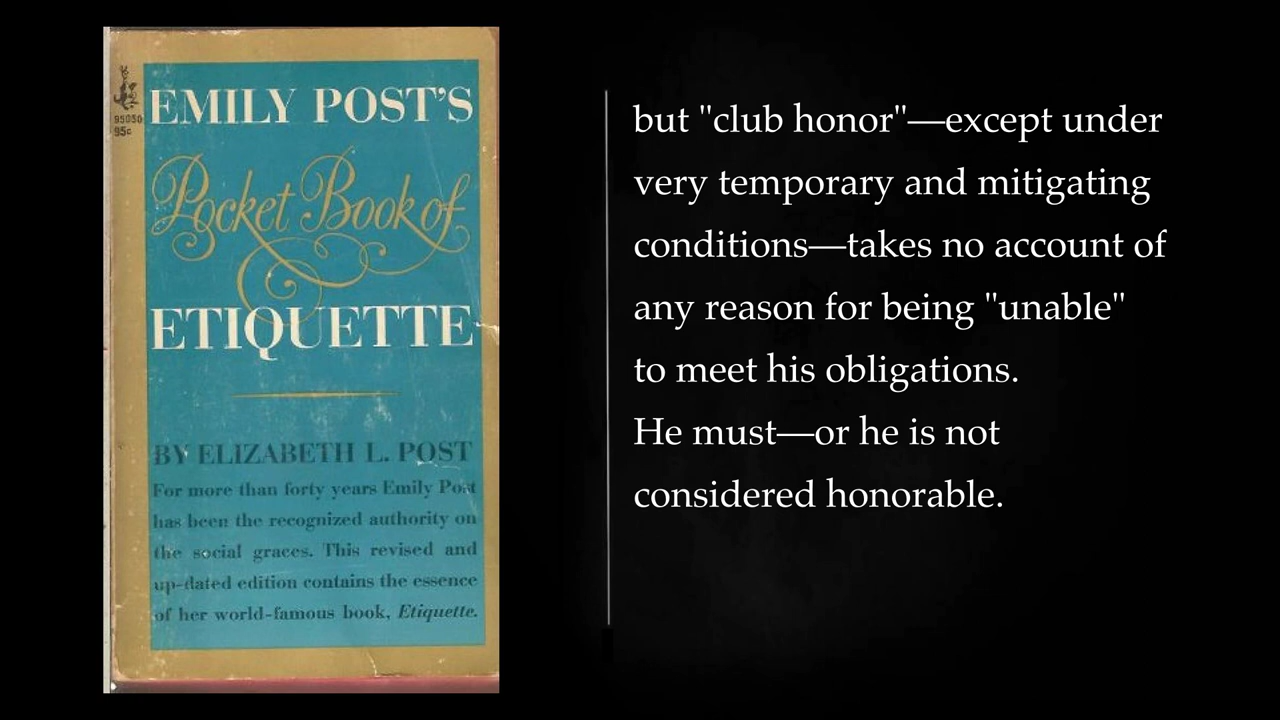 EMILY POST'S
Pocket Book of
ETIQUETTE
95050
95c
BY ELIZABETH L. POST
For more than forty years Emily Post
has been the recognized authority on
the social graces. This revised and
up-dated edition contains the essence
of her world-famous book, Etiquette.
but "club honor"—except under
very temporary and mitigating
conditions—takes no account of
any reason for being "unable"
to meet his obligations.
He must—or he is not
considered honorable.